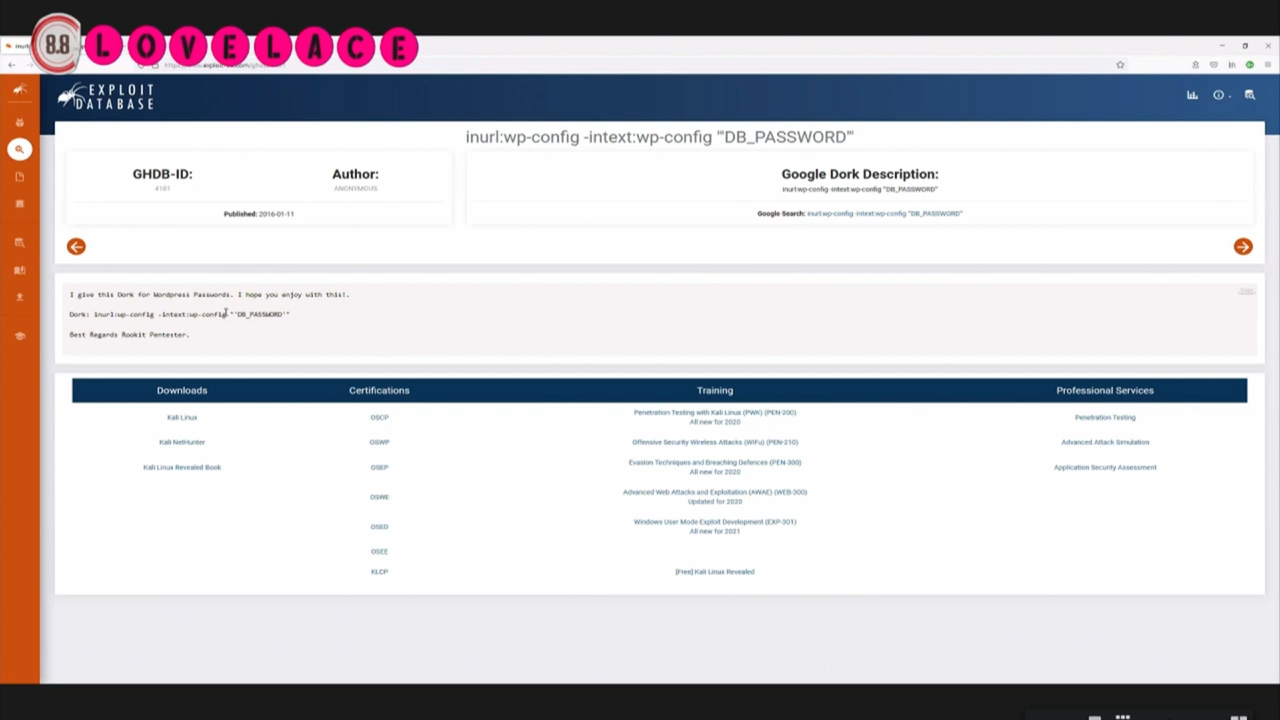 8.8 LOVELACE
EXPLOIT
DATABASE
inurl:wp-config -intext:wp-config "'DB_PASSWORD'"
GHDB-ID:
4181
Author:
ANONYMOUS
Published: 2016-01-11
Google Dork Description:
inurl:wp-config -intext:wp-config "'DB_PASSWORD'"
Google Search: inurl:wp-config -intext:wp-config "'DB_PASSWORD'"
I give this Dork for Wordpress Passwords. I hope you enjoy with this!.
Dork: inurl:wp-config -intext:wp-config "'DB_PASSWORD'"
Best Regards Rookit Pentester.
Downloads
Kali Linux
Kali NetHunter
Kali Linux Revealed Book
Certifications
OSCP
OSWP
OSEP
OSWE
OSED
OSEE
KLCP
Training
Penetration Testing with Kali Linux (PWK) (PEN-200)
All new for 2020
Offensive Security Wireless Attacks (WiFu) (PEN-210)
Evasion Techniques and Breaching Defences (PEN-300)
All new for 2020
Advanced Web Attacks and Exploitation (AWAE) (WEB-300)
Updated for 2020
Windows User Mode Exploit Development (EXP-301)
All new for 2021
[Free] Kali Linux Revealed
Professional Services
Penetration Testing
Advanced Attack Simulation
Application Security Assessment